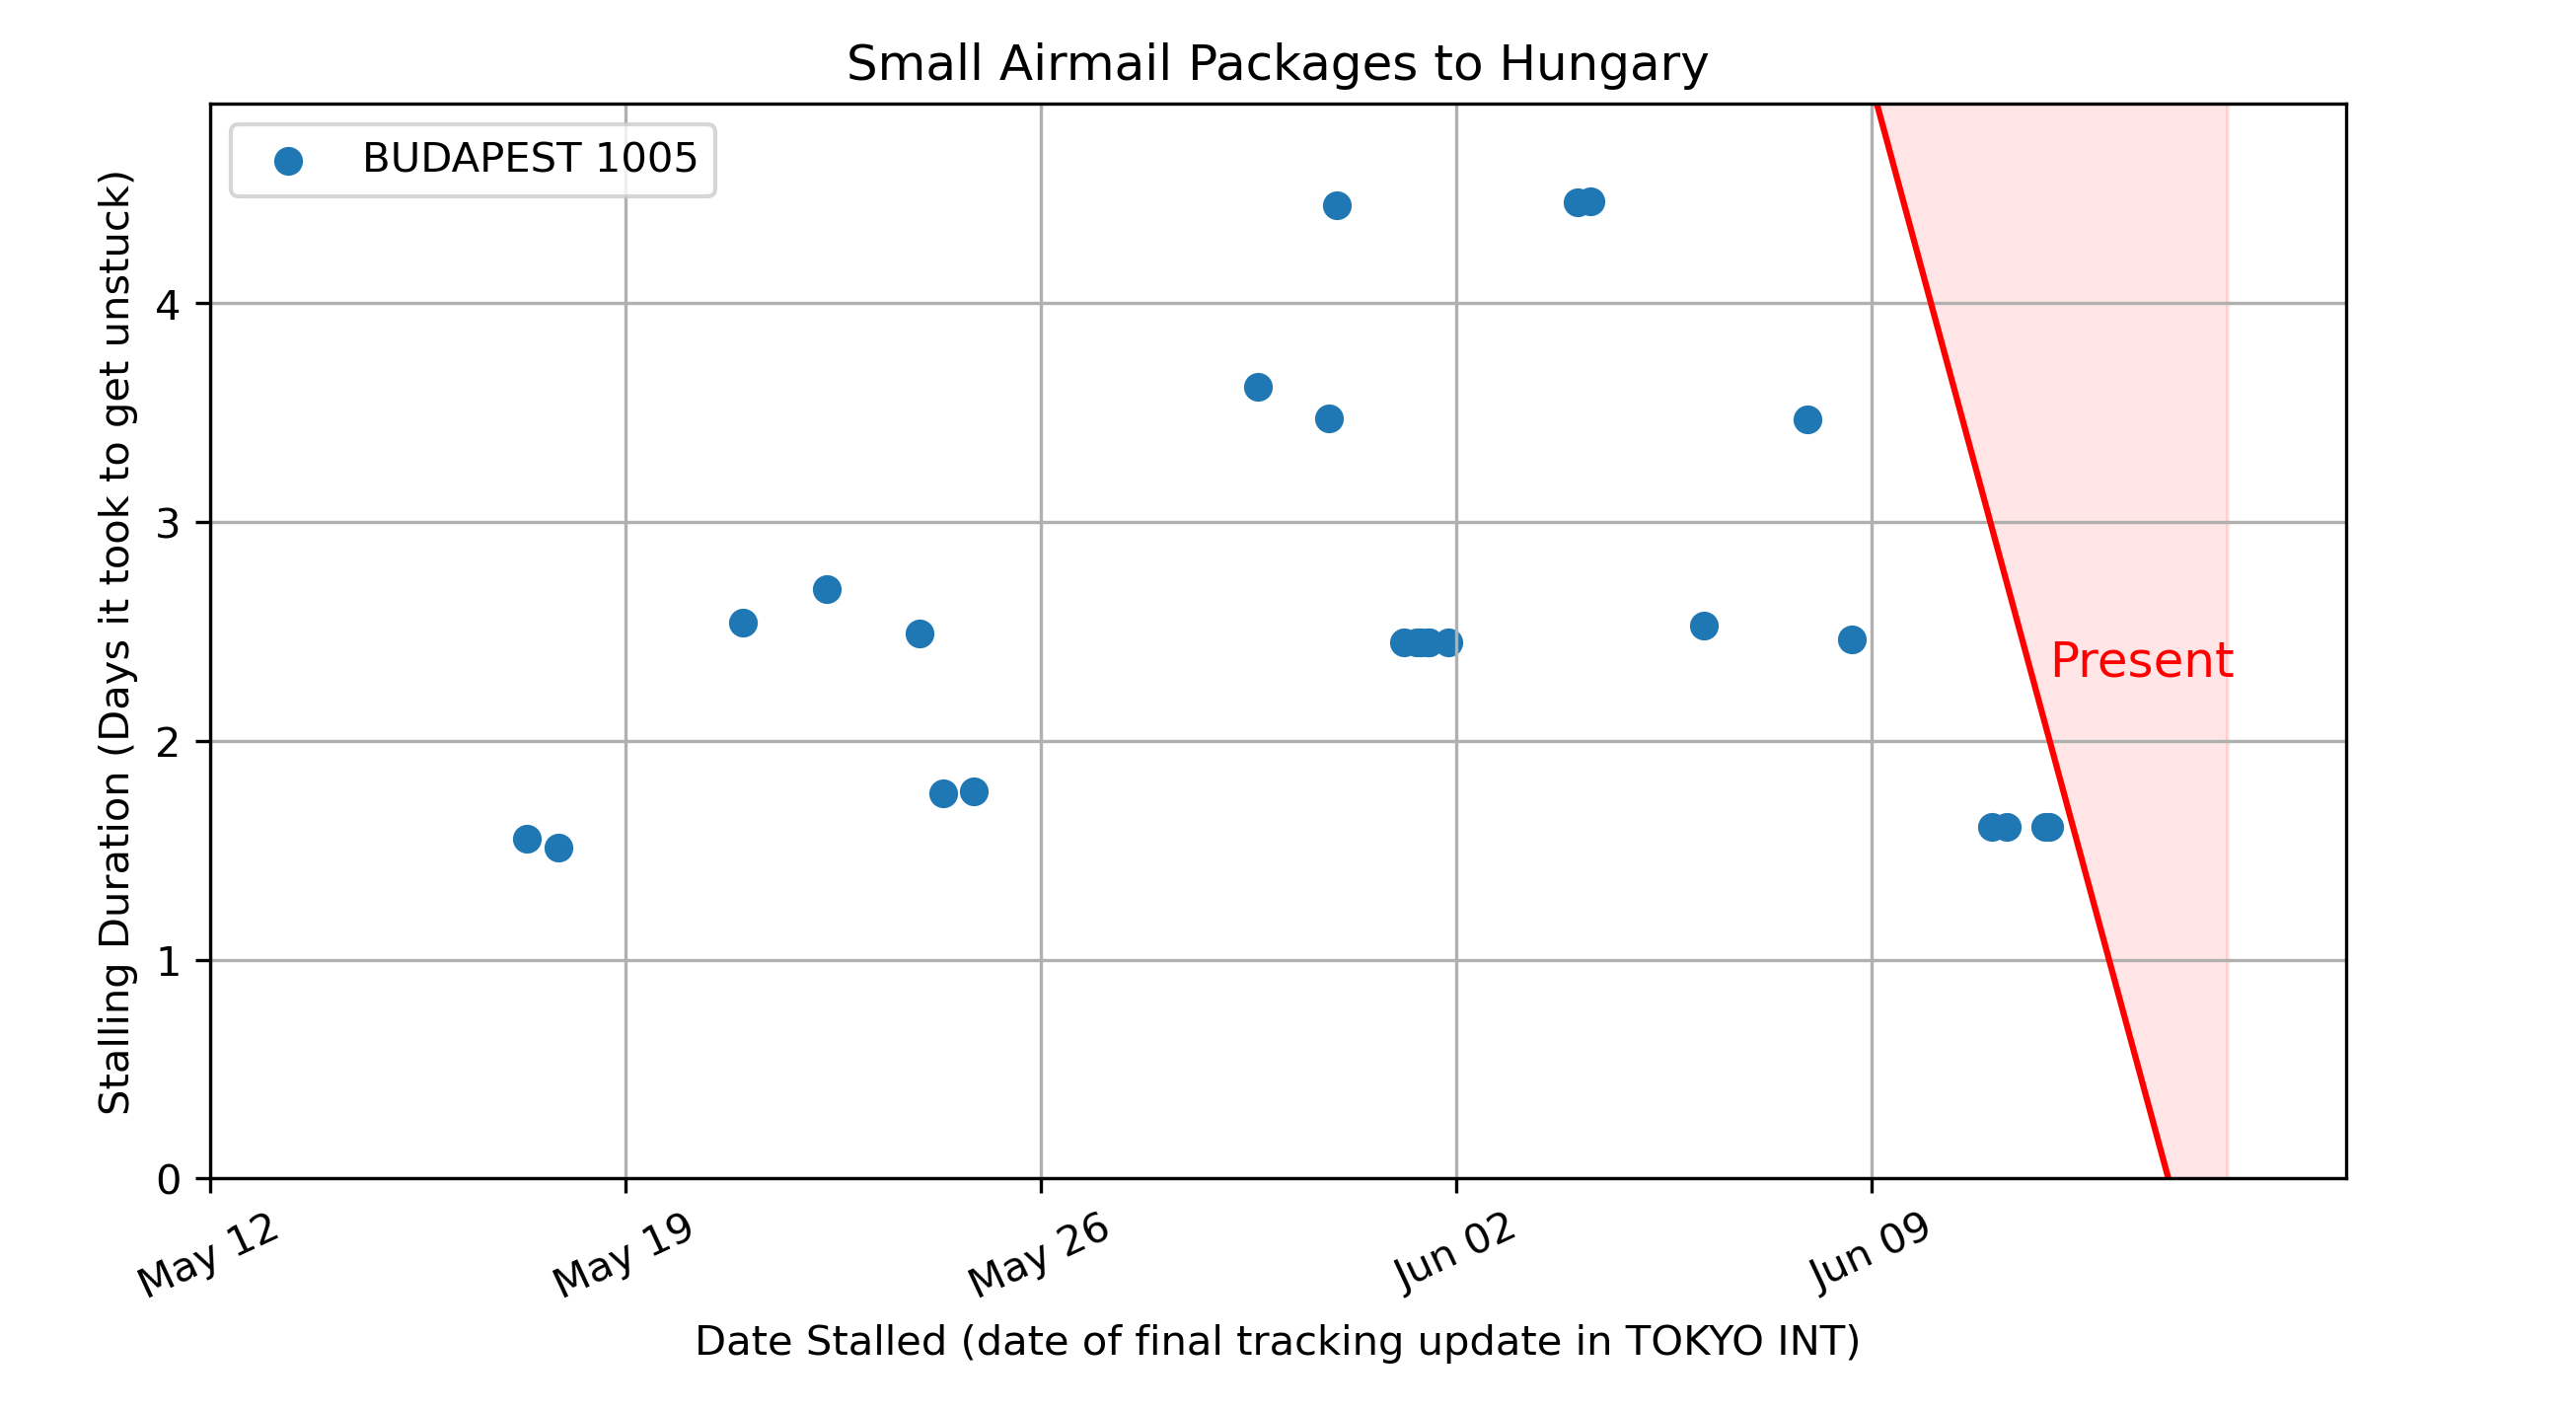 Small Airmail Packages to Hungary
BUDAPEST 1005
Stalling Duration (Days it took to get unstuck)
4
3
2
1
0
Present
May 12
May 19
May 26
Jun 02
Jun 09
Date Stalled (date of final tracking update in TOKYO INT)